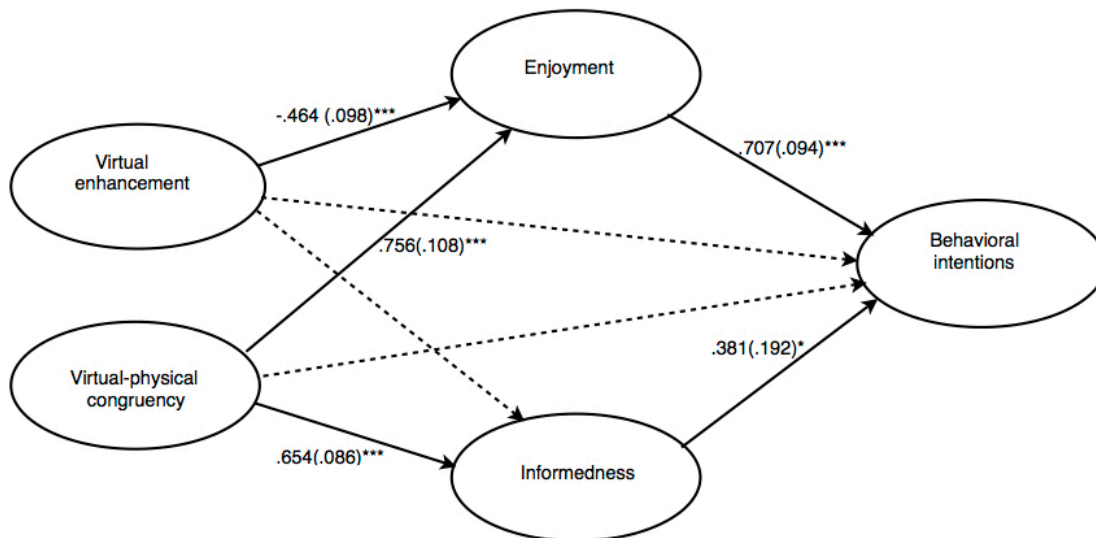 Enjoyment
-.464 (.098)***
.707(.094)***
Virtual
enhancement
.756(.108)***
Behavioral
intentions
Virtual-physical
congruency
.381(.192)*
.654(.086)***
Informedness